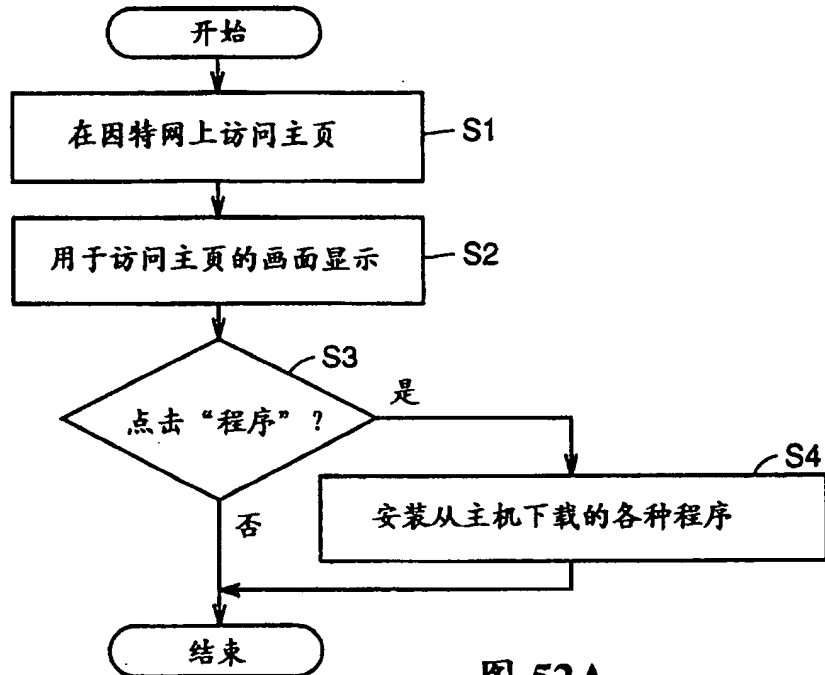 开始
在因特网上访问主页
S1
用于访问主页的画面显示
S2
S3
点击“程序”?
是
S4
安装从主机下载的各种程序
否
结束
图 52A